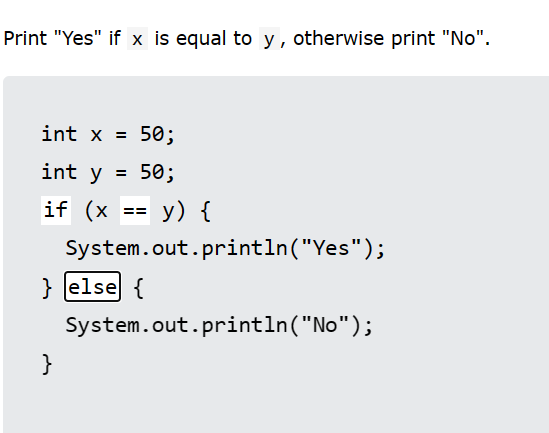 Print "Yes" if x is equal to y, otherwise print "No".
int x = 50;
int y = 50;
if (x == y) {
  System.out.println("Yes");
} else {
  System.out.println("No");
}